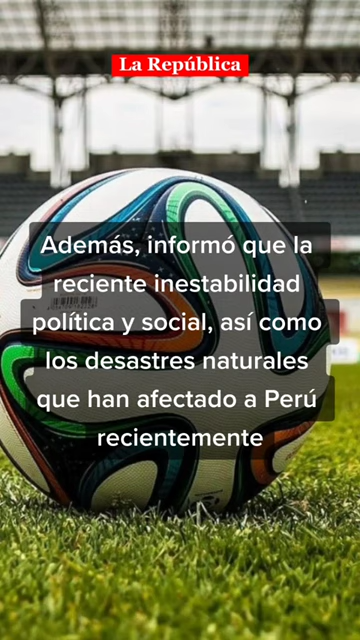 La República
Además, informó que la
reciente inestabilidad
política y social, así como
los desastres naturales
que han afectado a Perú
recientemente